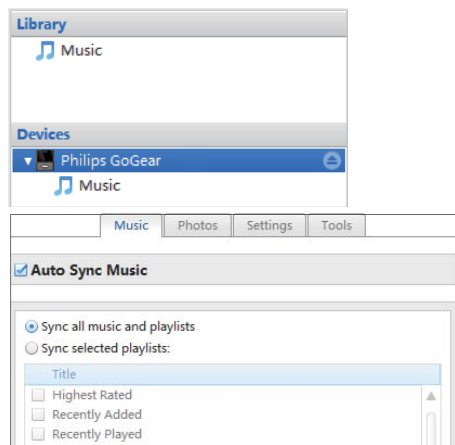 Library
Music
Devices
Philips GoGear
Music
Music Photos Settings Tools
Auto Sync Music
Sync all music and playlists
Sync selected playlists:
Title
Highest Rated
Recently Added
Recently Played